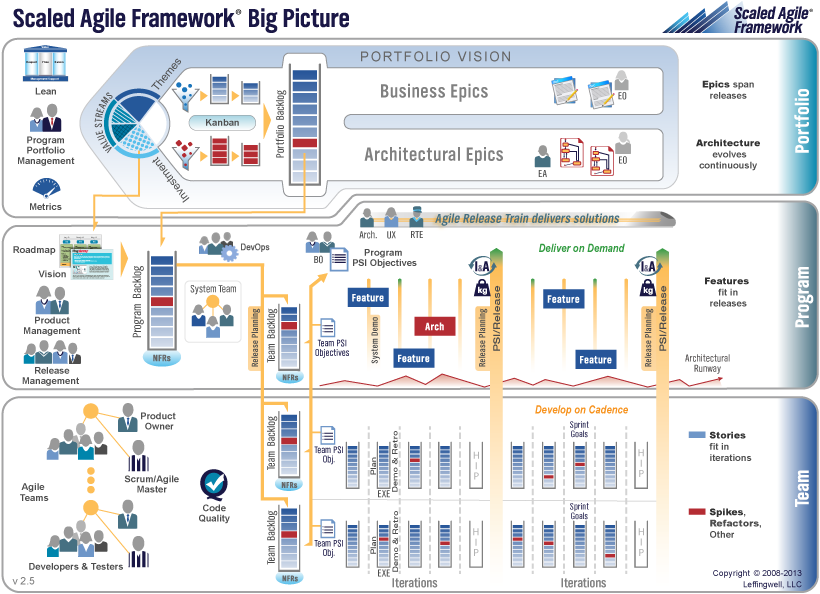 Scaled Agile Framework® Big Picture
Scaled Agile®
Framework
PORTFOLIO VISION
Lean
Program
Portfolio
Management
Metrics
VALUE STREAMS
Themes
Investment
Kanban
Portfolio Backlog
Business Epics
EO
Architectural Epics
EA
EO
Epics span
releases
Architecture
evolves
continuously
Portfolio
Roadmap
Vision
Product
Management
Release
Management
Program Backlog
NFRs
DevOps
System Team
Release Planning
Team Backlog
NFRs
BO
Program
PSI Objectives
Team PSI
Objectives
Arch.
UX
RTE
Agile Release Train delivers solutions
Deliver on Demand
Feature
System Demo
Feature
Arch
Release Planning
PSI/Release
I&A
kg
Feature
Feature
Release Planning
PSI/Release
I&A
kg
Architectural
Runway
Features
fit in
releases
Program
Agile
Teams
Product
Owner
Scrum/Agile
Master
Developers & Testers
Code
Quality
Team Backlog
NFRs
Team PSI
Obj.
Team Backlog
NFRs
Team PSI
Obj.
Develop on Cadence
Plan
EXE
Demo & Retro
H
I
P
Sprint
Goals
H
I
P
Plan
EXE
Demo & Retro
H
I
P
Sprint
Goals
H
I
P
Iterations
Iterations
Stories
fit in
iterations
Spikes,
Refactors,
Other
Team
v 2.5
Copyright © 2008-2013
Leffingwell, LLC